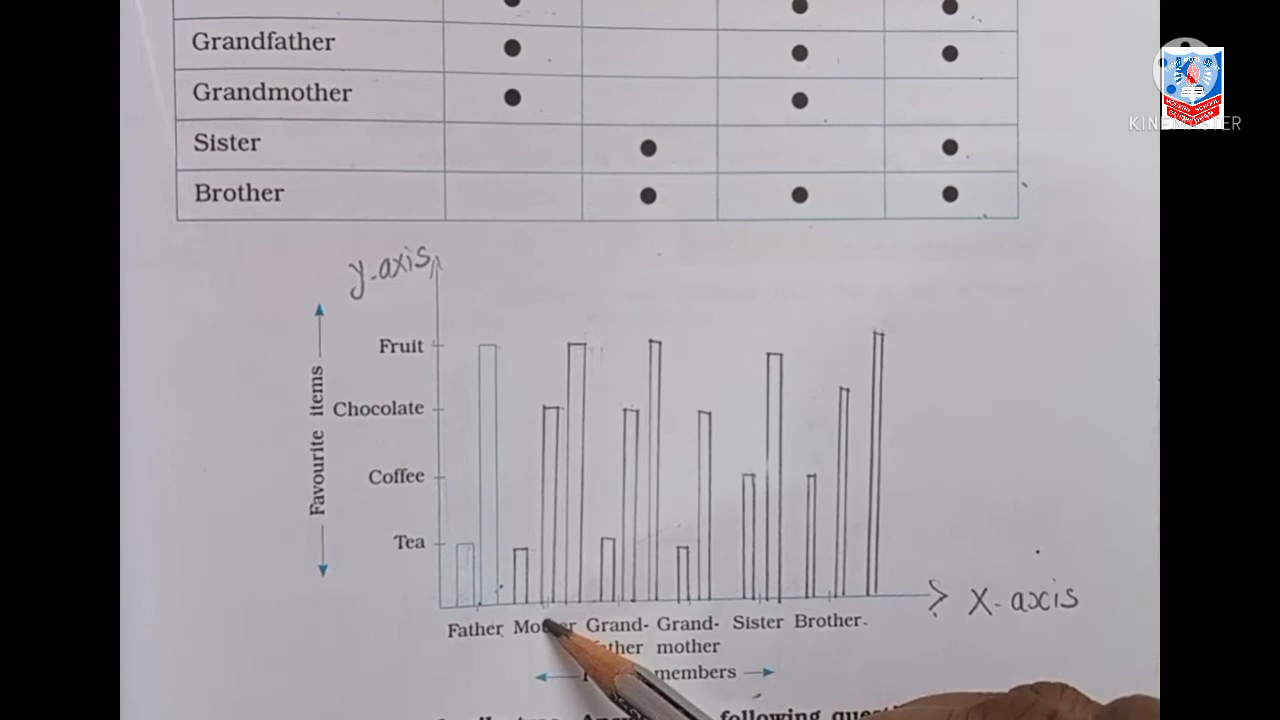 Grandfather
Grandmother
Sister
Brother
y-axis
Favourite items
Fruit
Chocolate
Coffee
Tea
X-axis
Father Mother Grand- Grand- Sister Brother.
mother
members
following
KINEMASTER